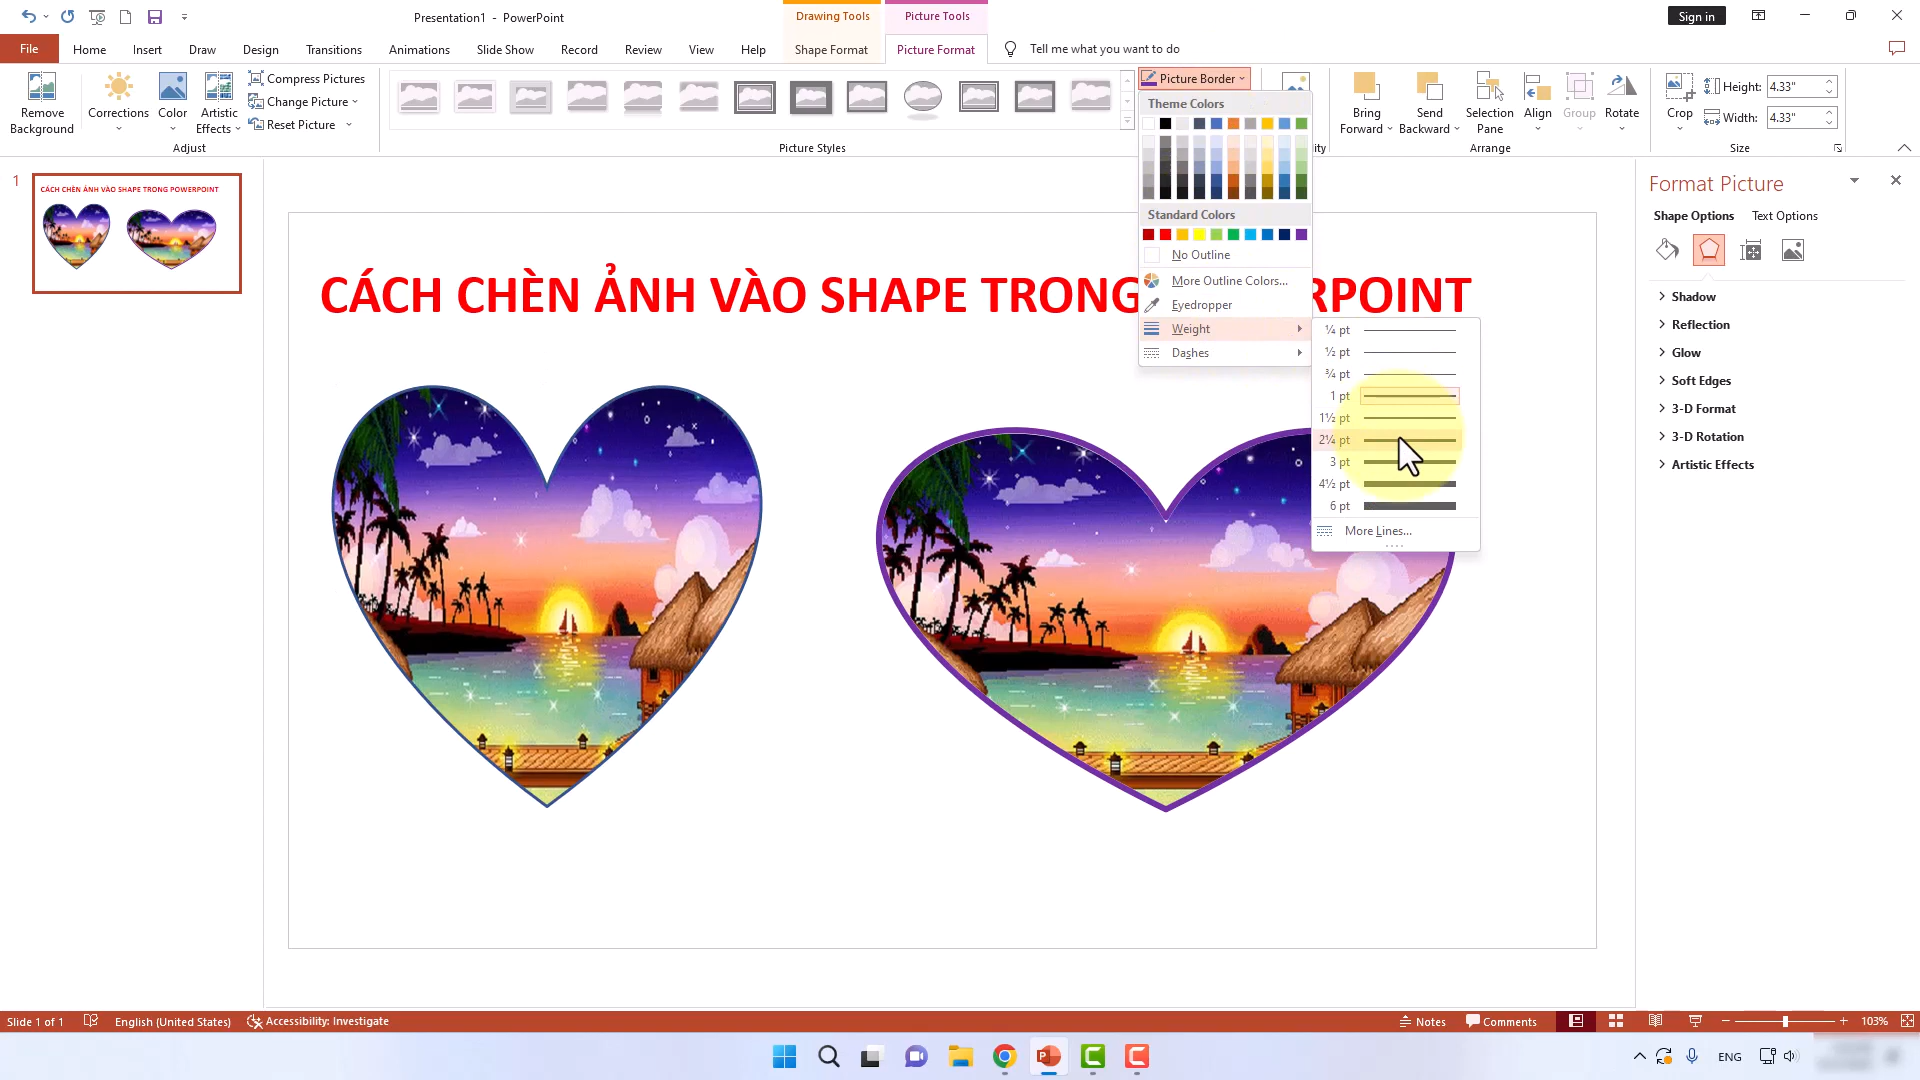 Presentation1 - PowerPoint
Drawing Tools
Picture Tools
Sign in
File
Home
Insert
Draw
Design
Transitions
Animations
Slide Show
Record
Review
View
Help
Shape Format
Picture Format
Tell me what you want to do
Remove Background
Corrections
Color
Artistic Effects
Compress Pictures
Change Picture
Reset Picture
Adjust
Picture Styles
Picture Border
Bring Forward
Send Backward
Selection Pane
Align
Group
Rotate
Arrange
Crop
Height: 4.33"
Width: 4.33"
Size
Theme Colors
Standard Colors
No Outline
More Outline Colors...
Eyedropper
Weight
Dashes
¼ pt
½ pt
¾ pt
1 pt
1½ pt
2¼ pt
3 pt
4½ pt
6 pt
More Lines...
1
CÁCH CHÈN ẢNH VÀO SHAPE TRONG POWERPOINT
CÁCH CHÈN ẢNH VÀO SHAPE TRONG RPOINT
Format Picture
Shape Options
Text Options
Shadow
Reflection
Glow
Soft Edges
3-D Format
3-D Rotation
Artistic Effects
Slide 1 of 1
English (United States)
Accessibility: Investigate
Notes
Comments
103%
ENG